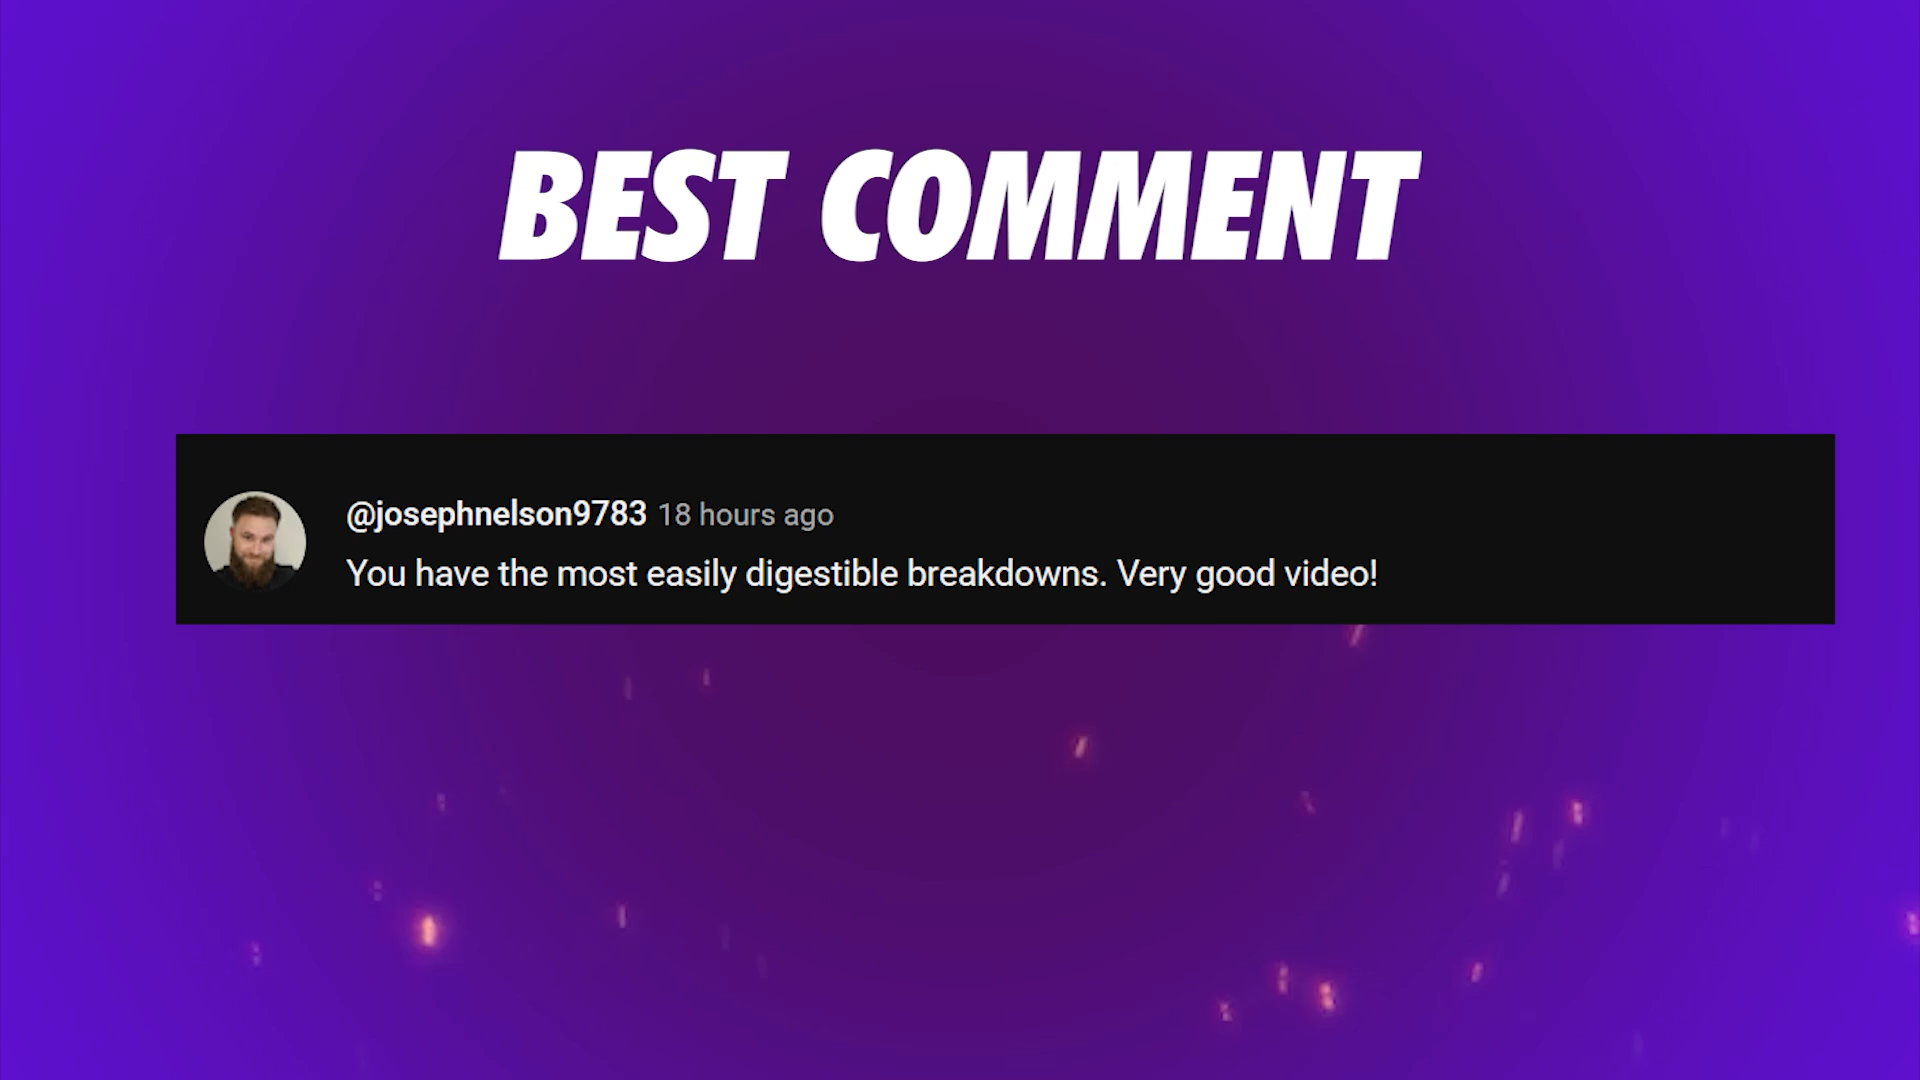 BEST COMMENT
@josephnelson9783 18 hours ago
You have the most easily digestible breakdowns. Very good video!